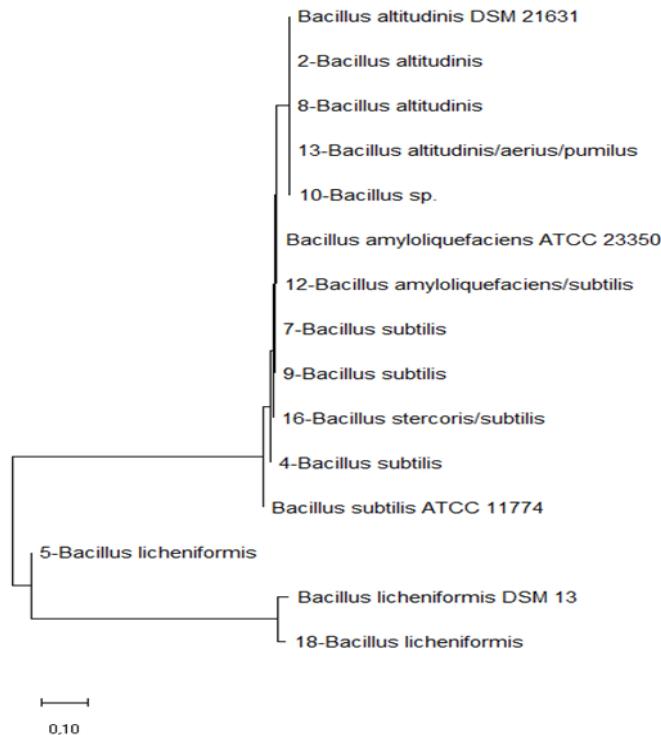 Bacillus altitudinis DSM 21631
2-Bacillus altitudinis
8-Bacillus altitudinis
13-Bacillus altitudinis/aerius/pumilus
10-Bacillus sp.
Bacillus amyloliquefaciens ATCC 23350
12-Bacillus amyloliquefaciens/subtilis
7-Bacillus subtilis
9-Bacillus subtilis
16-Bacillus stercoris/subtilis
4-Bacillus subtilis
Bacillus subtilis ATCC 11774
5-Bacillus licheniformis
Bacillus licheniformis DSM 13
18-Bacillus licheniformis
0,10